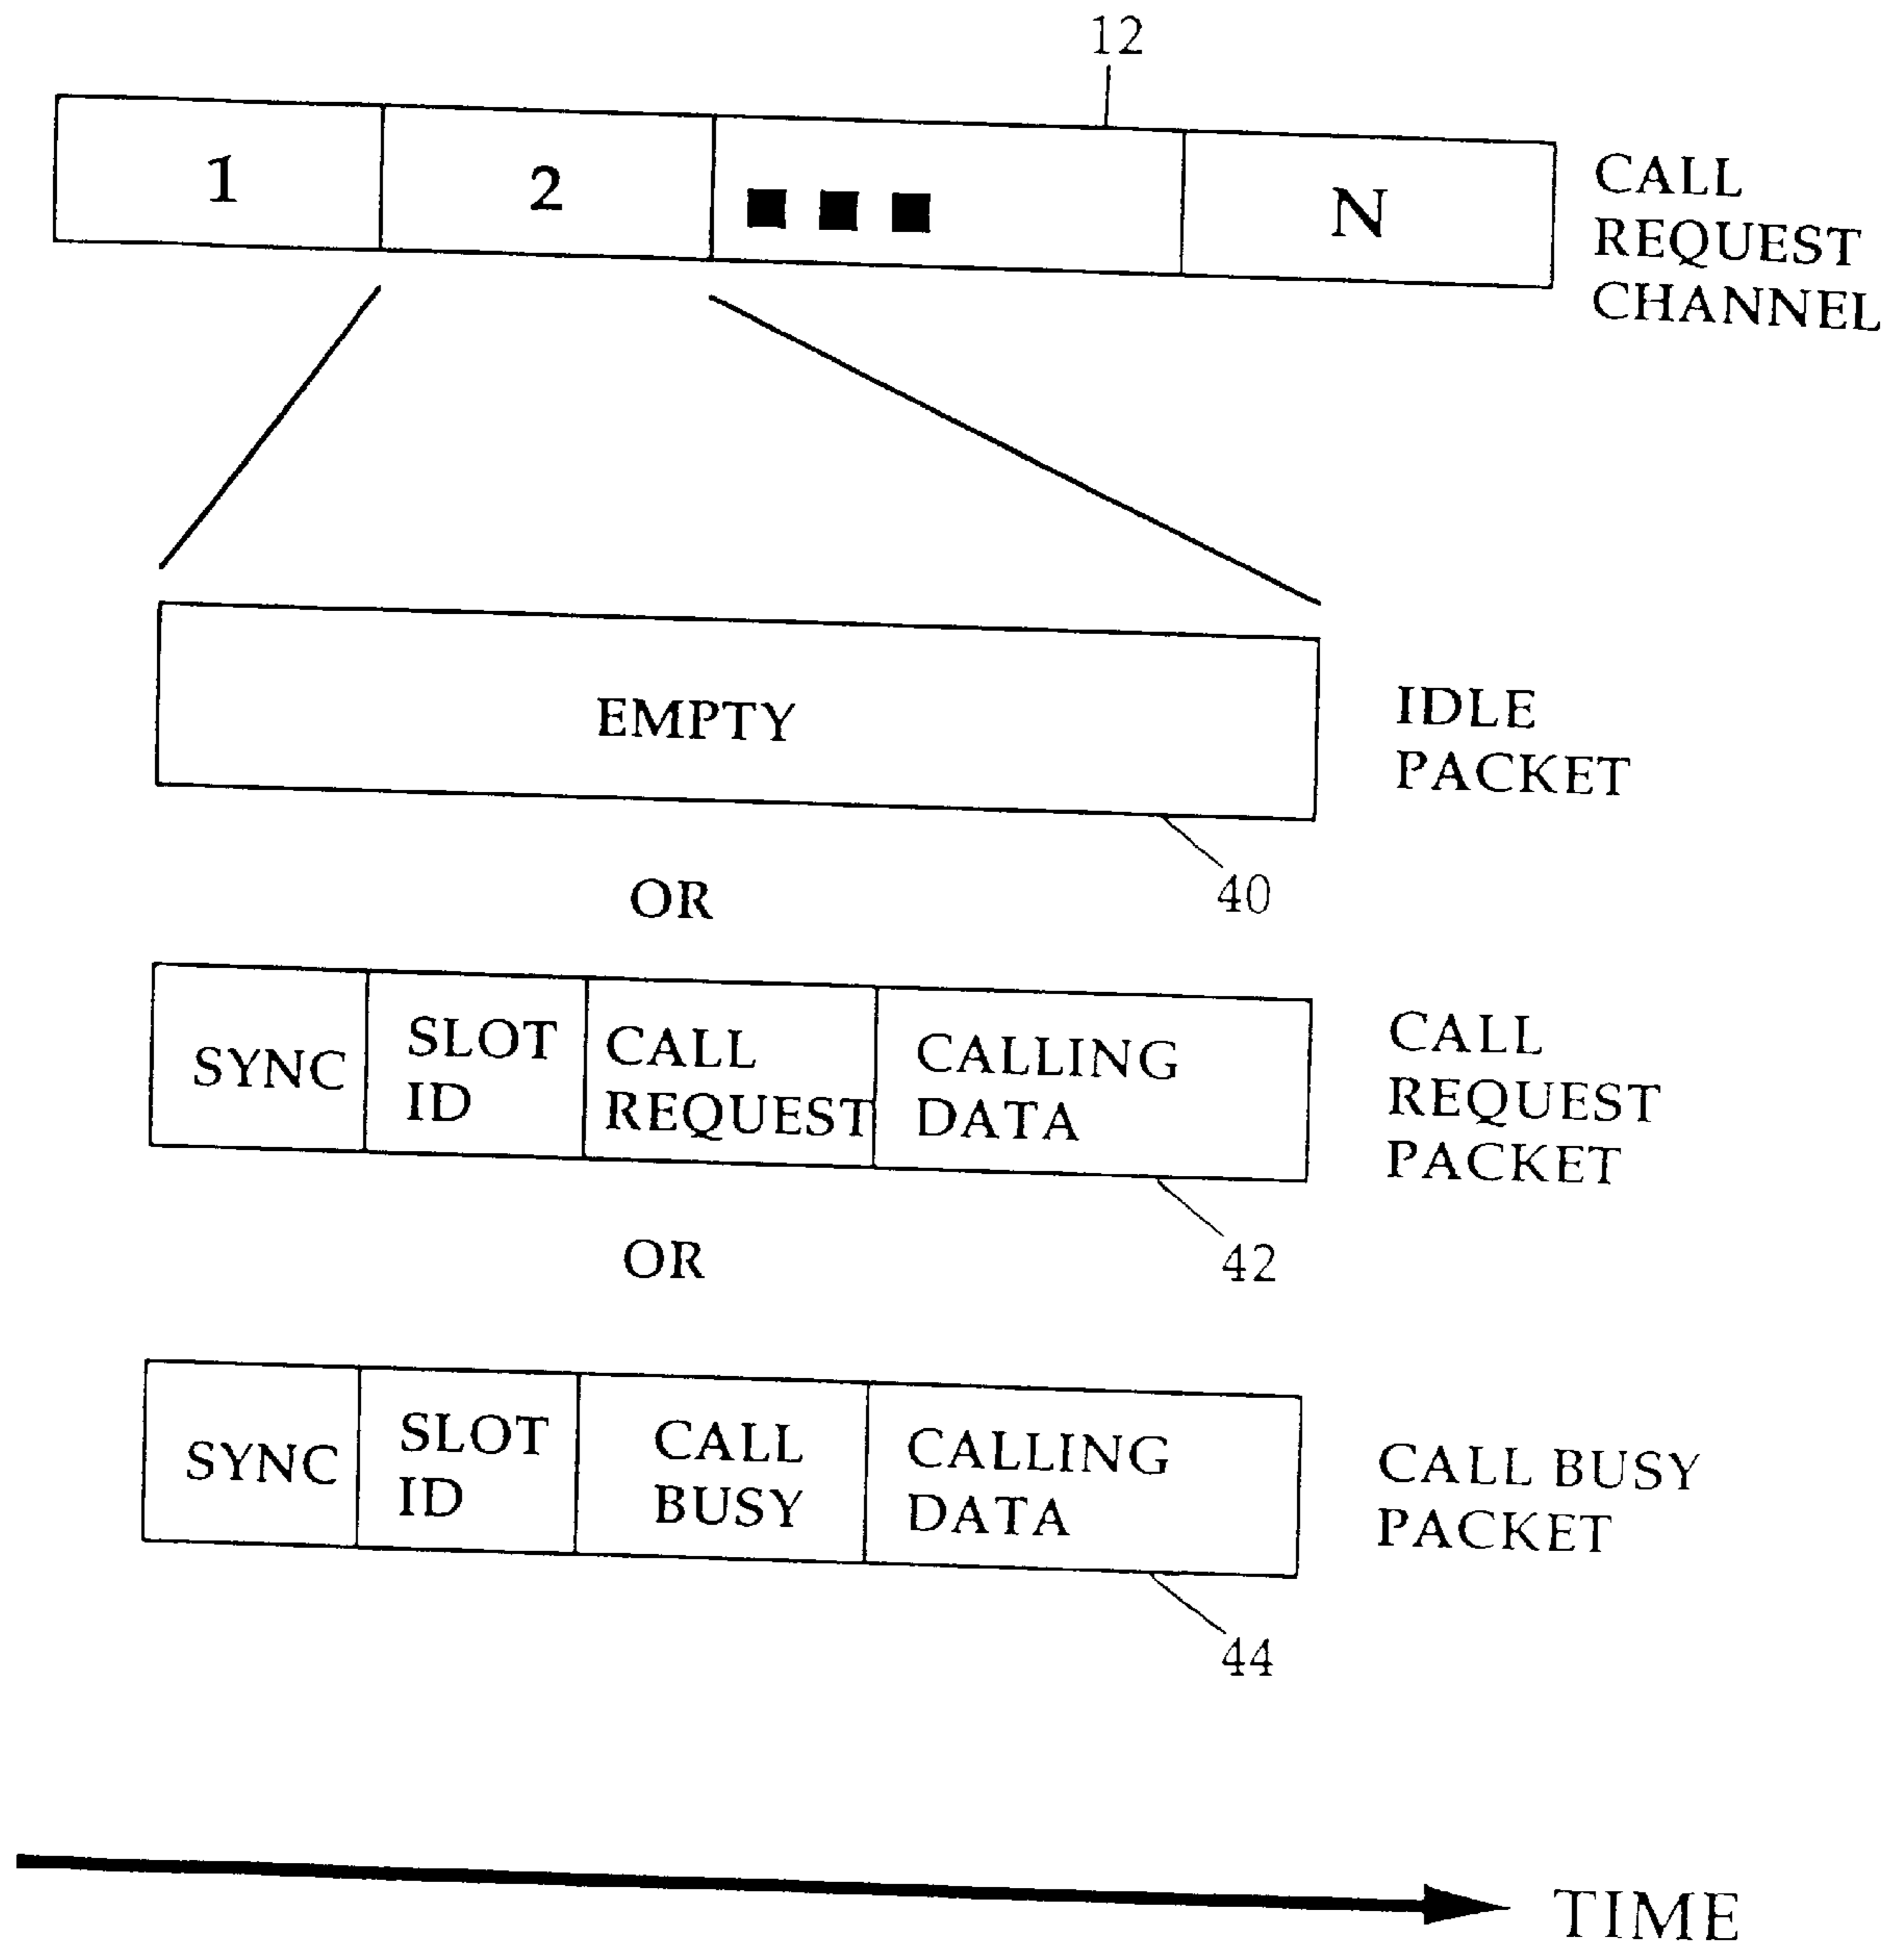 12
1 2 N
CALL
REQUEST
CHANNEL
EMPTY
IDLE
PACKET
40
OR
SYNC
SLOT
ID
CALL
REQUEST
CALLING
DATA
CALL
REQUEST
PACKET
42
OR
SYNC
SLOT
ID
CALL
BUSY
CALLING
DATA
CALL BUSY
PACKET
44
TIME